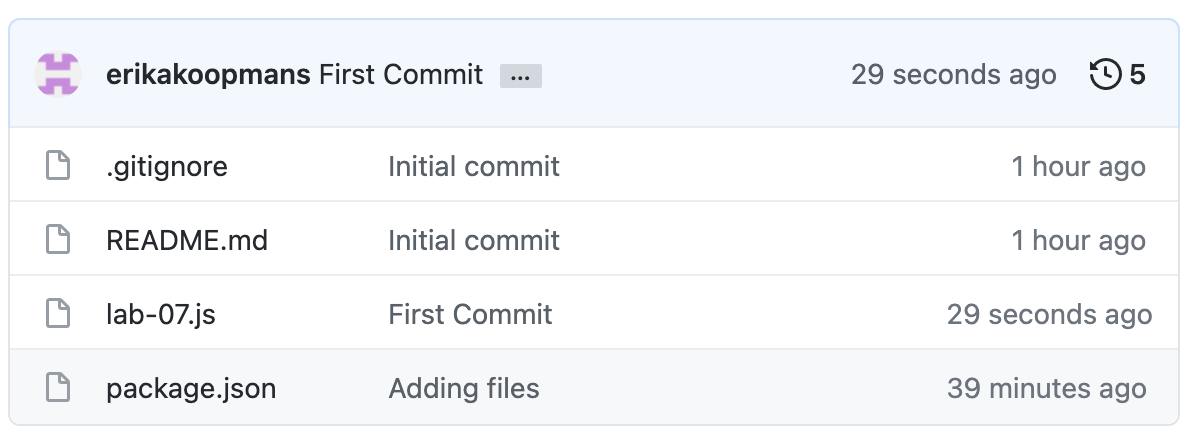 erikakoopmans First Commit ... 29 seconds ago 5
.gitignore Initial commit 1 hour ago
README.md Initial commit 1 hour ago
lab-07.js First Commit 29 seconds ago
package.json Adding files 39 minutes ago